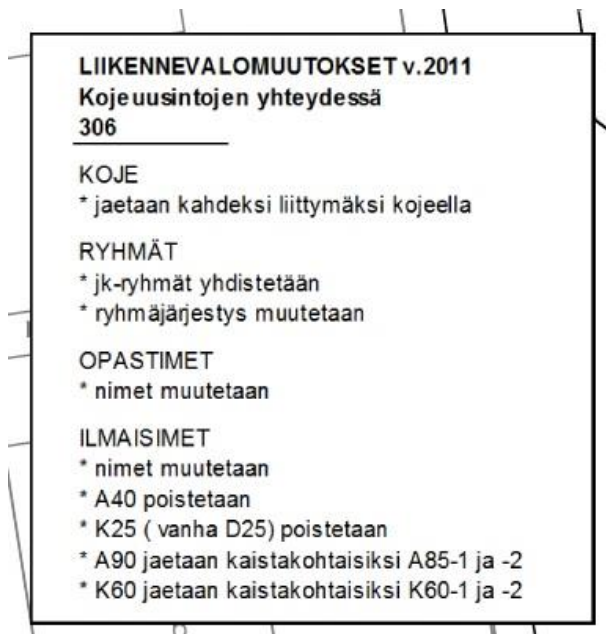 LIIKENNEVALOMUUTOKSET v.2011
Kojeuusintojen yhteydessä
306
KOJE
* jaetaan kahdeksi liittymäksi kojeella
RYHMÄT
* jk-ryhmät yhdistetään
* ryhmäjärjestys muutetaan
OPASTIMET
* nimet muutetaan
ILMAISIMET
* nimet muutetaan
* A40 poistetaan
* K25 ( vanha D25) poistetaan
* A90 jaetaan kaistakohtaisiksi A85-1 ja -2
* K60 jaetaan kaistakohtaisiksi K60-1 ja -2